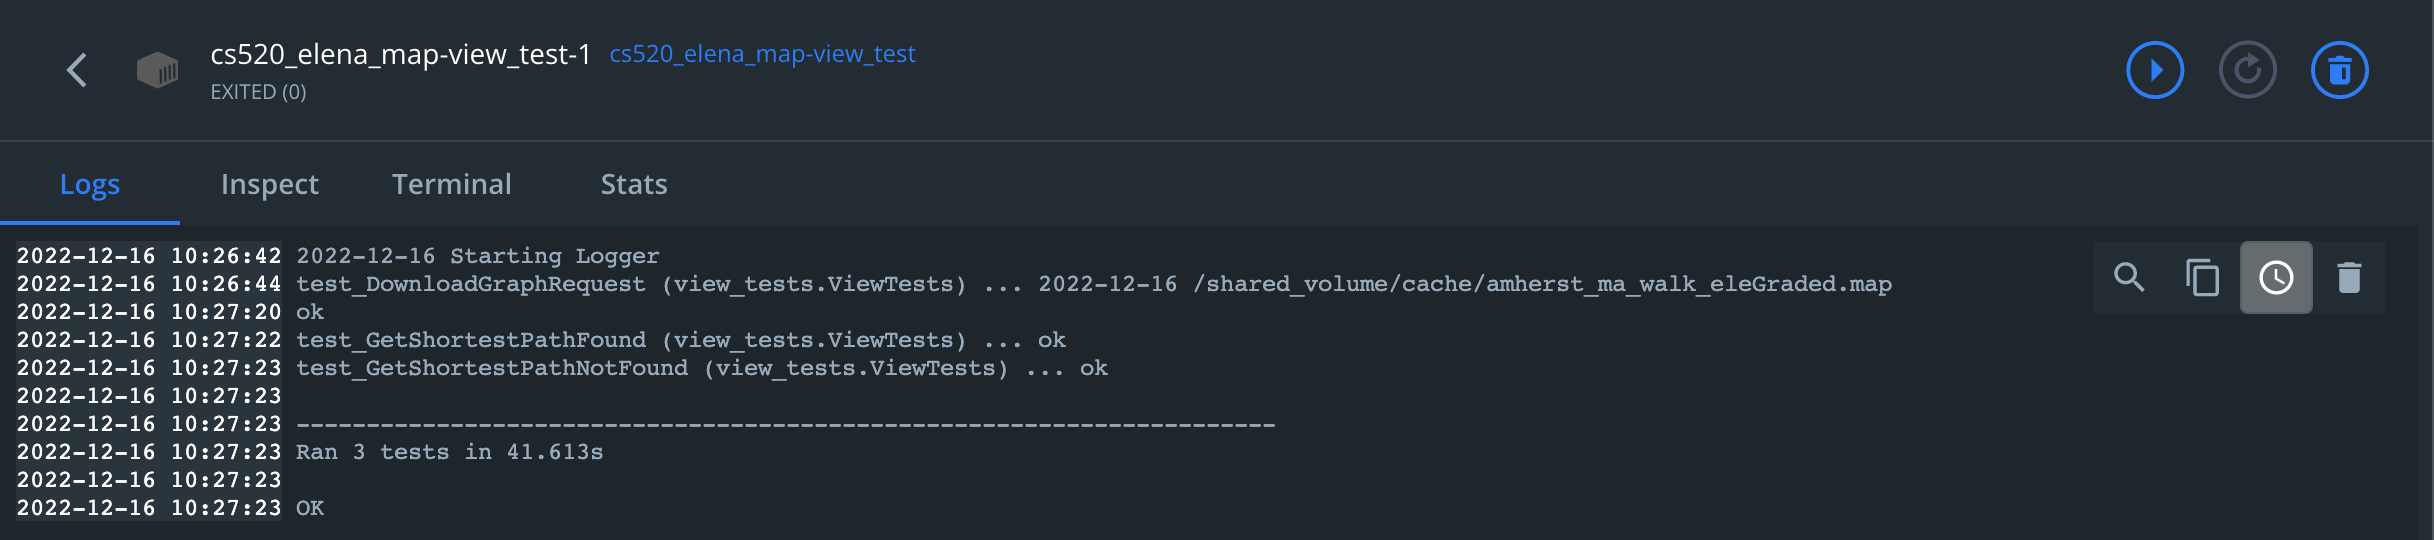 cs520_elena_map-view_test-1 cs520_elena_map-view_test
EXITED (0)
Logs Inspect Terminal Stats
2022-12-16 10:26:42 2022-12-16 Starting Logger
2022-12-16 10:26:44 test_DownloadGraphRequest (view_tests.ViewTests) ... 2022-12-16 /shared_volume/cache/amherst_ma_walk_eleGraded.map
2022-12-16 10:27:20 ok
2022-12-16 10:27:22 test_GetShortestPathFound (view_tests.ViewTests) ... ok
2022-12-16 10:27:23 test_GetShortestPathNotFound (view_tests.ViewTests) ... ok
2022-12-16 10:27:23
2022-12-16 10:27:23 ----------------------------------------------------------------------
2022-12-16 10:27:23 Ran 3 tests in 41.613s
2022-12-16 10:27:23
2022-12-16 10:27:23 OK